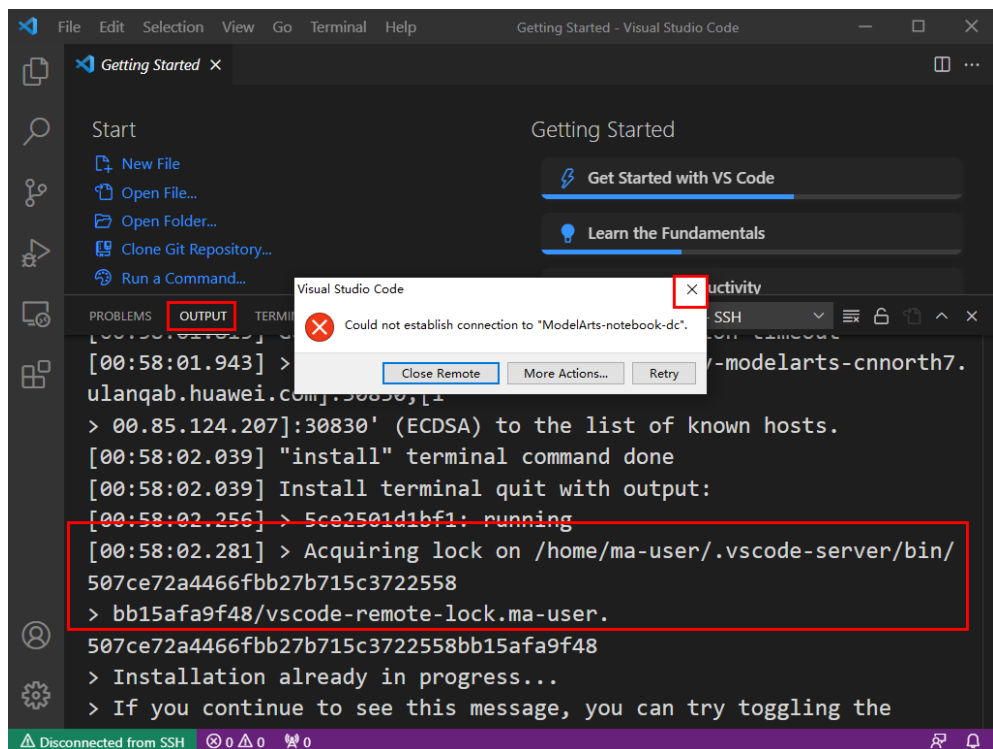 File Edit Selection View Go Terminal Help Getting Started - Visual Studio Code
Getting Started
Start
New File
Open File...
Open Folder...
Clone Git Repository...
Run a Command...
Getting Started
Get Started with VS Code
Learn the Fundamentals
uctivity
Visual Studio Code
Could not establish connection to "ModelArts-notebook-dc".
Close Remote More Actions... Retry
PROBLEMS OUTPUT TERMI SSH
[00:58:01.943] > -modelarts-cnnorth7.
ulanqab.huawei.com]:30830,[1
> 00.85.124.207]:30830' (ECDSA) to the list of known hosts.
[00:58:02.039] "install" terminal command done
[00:58:02.039] Install terminal quit with output:
[00:58:02.256] > 5ce2501d1bf1: running
[00:58:02.281] > Acquiring lock on /home/ma-user/.vscode-server/bin/
507ce72a4466fbb27b715c3722558
> bb15afa9f48/vscode-remote-lock.ma-user.
507ce72a4466fbb27b715c3722558bb15afa9f48
> Installation already in progress...
> If you continue to see this message, you can try toggling the
Disconnected from SSH 0 0 0